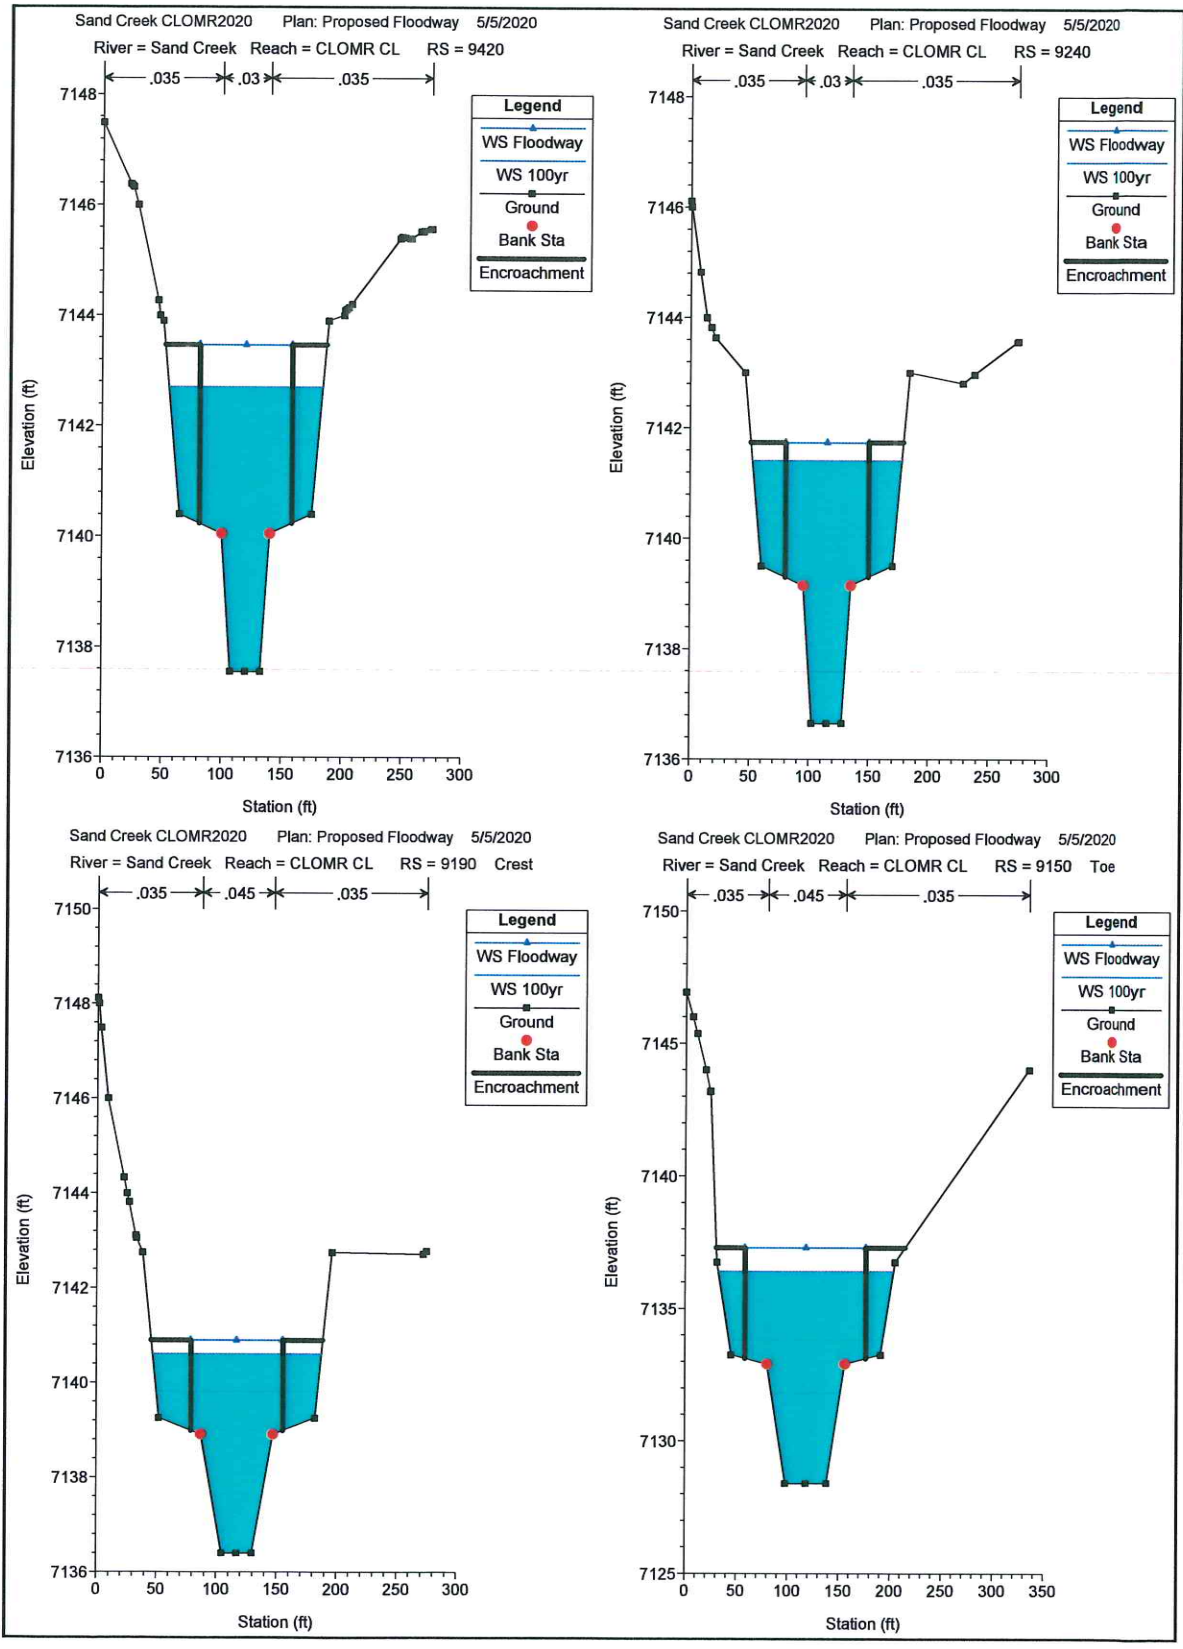 Sand Creek CLOMR2020 Plan: Proposed Floodway 5/5/2020
River = Sand Creek Reach = CLOMR CL RS = 9420
.035 .03 .035
7148
7146
7144
7142
7140
7138
7136
Elevation (ft)
0 50 100 150 200 250 300
Station (ft)
Legend
WS Floodway
WS 100yr
Ground
Bank Sta
Encroachment
Sand Creek CLOMR2020 Plan: Proposed Floodway 5/5/2020
River = Sand Creek Reach = CLOMR CL RS = 9240
.035 .03 .035
7148
7146
7144
7142
7140
7138
7136
Elevation (ft)
0 50 100 150 200 250 300
Station (ft)
Legend
WS Floodway
WS 100yr
Ground
Bank Sta
Encroachment
Sand Creek CLOMR2020 Plan: Proposed Floodway 5/5/2020
River = Sand Creek Reach = CLOMR CL RS = 9190 Crest
.035 .045 .035
7150
7148
7146
7144
7142
7140
7138
7136
Elevation (ft)
0 50 100 150 200 250 300
Station (ft)
Legend
WS Floodway
WS 100yr
Ground
Bank Sta
Encroachment
Sand Creek CLOMR2020 Plan: Proposed Floodway 5/5/2020
River = Sand Creek Reach = CLOMR CL RS = 9150 Toe
.035 .045 .035
7150
7145
7140
7135
7130
7125
Elevation (ft)
0 50 100 150 200 250 300 350
Station (ft)
Legend
WS Floodway
WS 100yr
Ground
Bank Sta
Encroachment